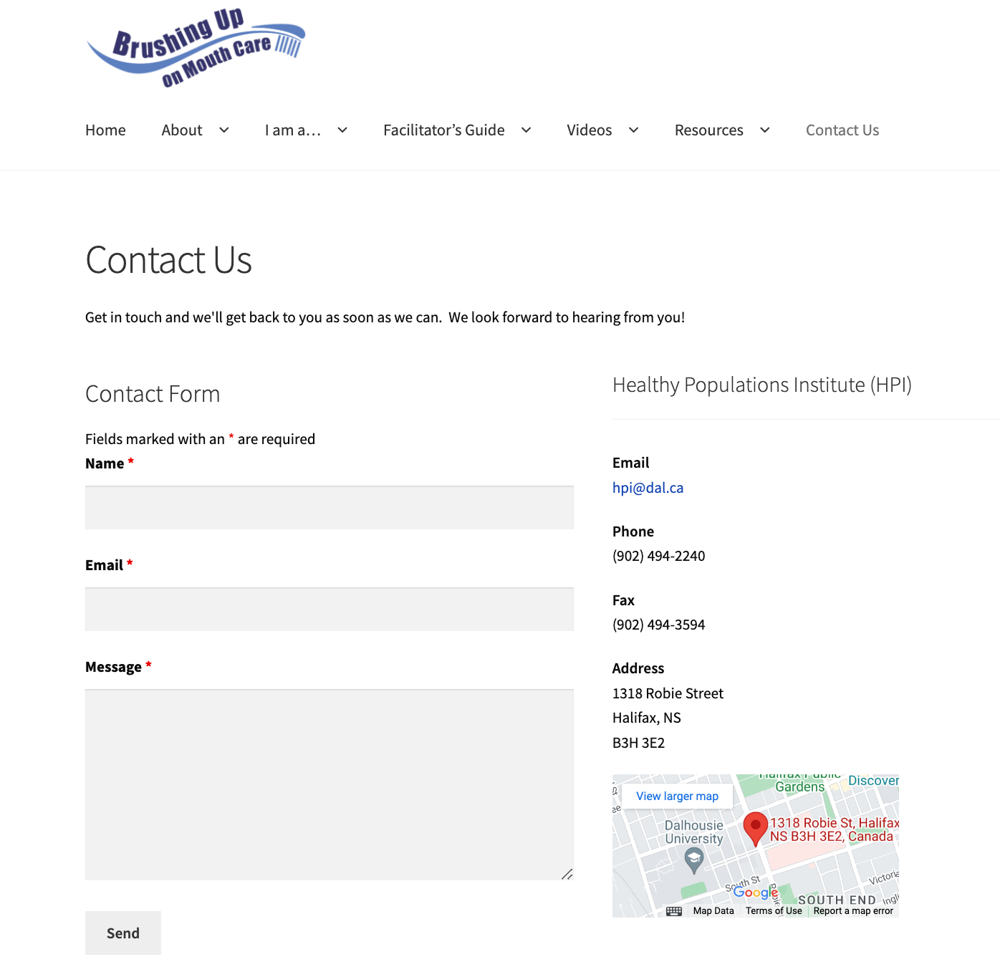 Brushing Up
on Mouth Care
Home
About
I am a…
Facilitator’s Guide
Videos
Resources
Contact Us
Contact Us
Get in touch and we'll get back to you as soon as we can.  We look forward to hearing from you!
Contact Form
Fields marked with an * are required
Name *
Email *
Message *
Send
Healthy Populations Institute (HPI)
Email
hpi@dal.ca
Phone
(902) 494-2240
Fax
(902) 494-3594
Address
1318 Robie Street
Halifax, NS
B3H 3E2
Halifax Public
Gardens
Discover
View larger map
Dalhousie
University
1318 Robie St, Halifax
NS B3H 3E2, Canada
South St
Google
SOUTH END
Victoria
Map Data
Terms of Use
Report a map error